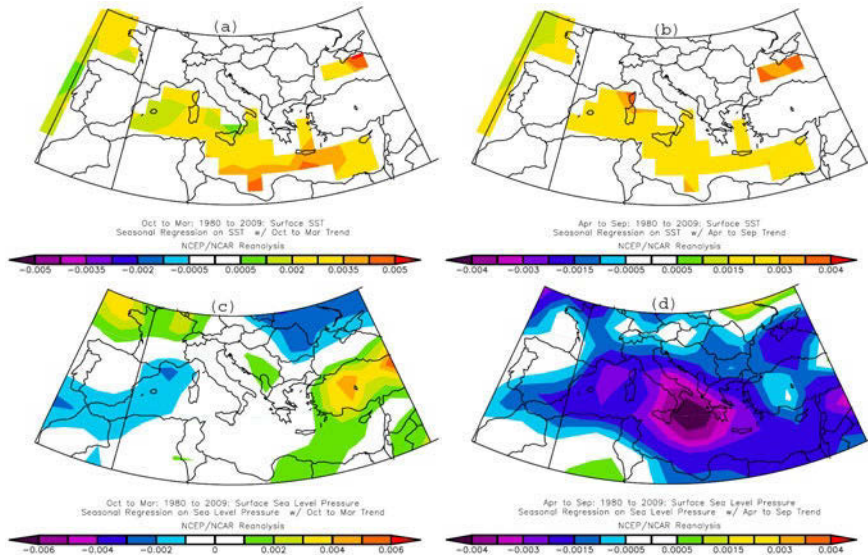 (a)
(b)
Oct to Mar: 1980 to 2009: Surface SST
Seasonal Regression on SST w/ Oct to Mar Trend
NCEP/NCAR Reanalysis
-0.005 -0.0035 -0.002 -0.0005 0.0005 0.002 0.0035 0.005
Apr to Sep: 1980 to 2009: Surface SST
Seasonal Regression on SST w/ Apr to Sep Trend
NCEP/NCAR Reanalysis
-0.004 -0.003 -0.0015 -0.0005 0.0005 0.0015 0.003 0.004
(c)
(d)
Oct to Mar: 1980 to 2009: Surface Sea Level Pressure
Seasonal Regression on Sea Level Pressure w/ Oct to Mar Trend
NCEP/NCAR Reanalysis
-0.006 -0.004 -0.002 0 0.002 0.004 0.006
Apr to Sep: 1980 to 2009: Surface Sea Level Pressure
Seasonal Regression on Sea Level Pressure w/ Apr to Sep Trend
NCEP/NCAR Reanalysis
-0.004 -0.003 -0.0015 -0.0005 0.0005 0.0015 0.003 0.004